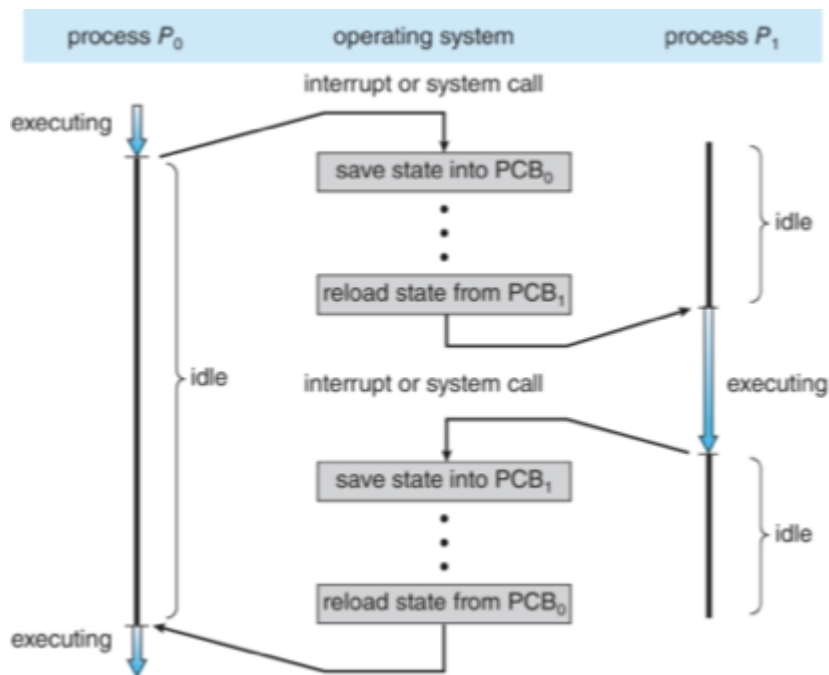 process P₀ operating system process P₁
interrupt or system call
executing
save state into PCB₀
idle
reload state from PCB₁
idle
interrupt or system call
executing
save state into PCB₁
idle
reload state from PCB₀
executing